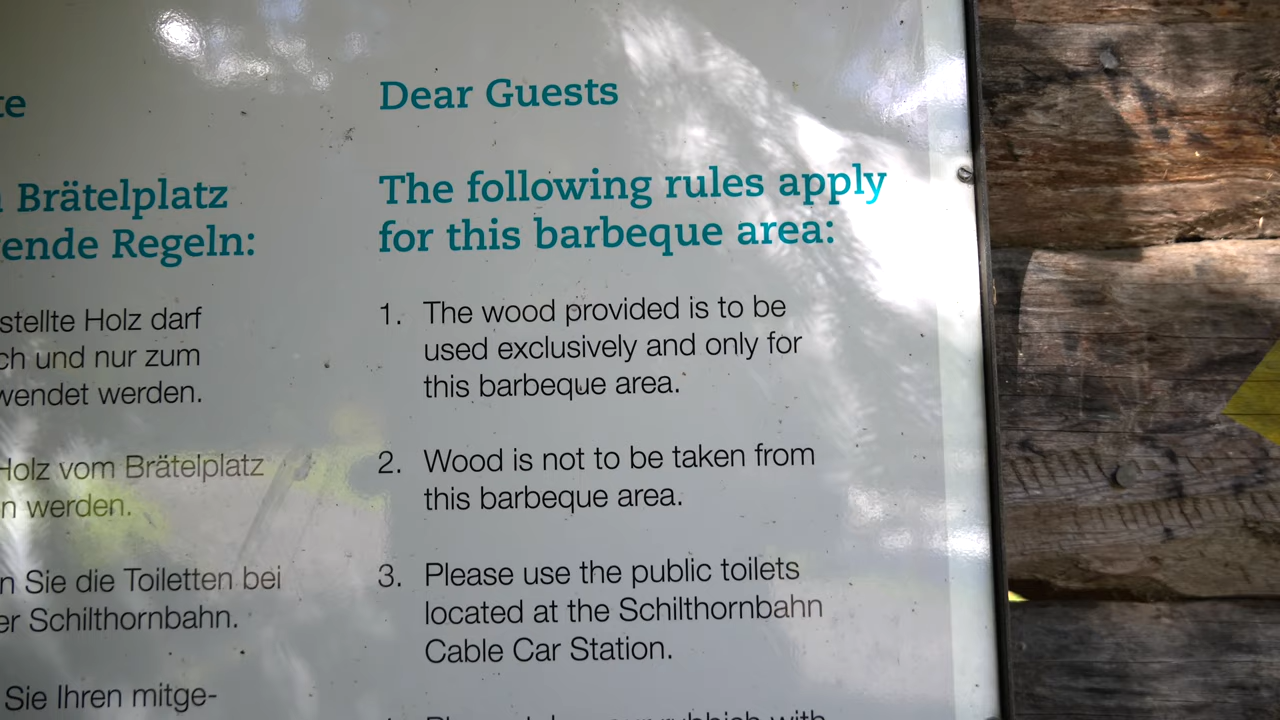 te
Brätelplatz
ende Regeln:
stellte Holz darf
ch und nur zum
wendet werden.
Holz vom Brätelplatz
n werden.
n Sie die Toiletten bei
er Schilthornbahn.
Sie Ihren mitge-
Dear Guests
The following rules apply
for this barbeque area:
1. The wood provided is to be
used exclusively and only for
this barbeque area.
2. Wood is not to be taken from
this barbeque area.
3. Please use the public toilets
located at the Schilthornbahn
Cable Car Station.